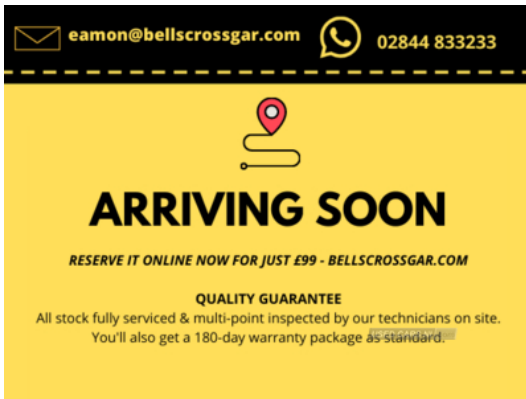 eamon@bellscrossgar.com
02844 833233
ARRIVING SOON
RESERVE IT ONLINE NOW FOR JUST £99 - BELLSCROSSGAR.COM
QUALITY GUARANTEE
All stock fully serviced & multi-point inspected by our technicians on site.
You'll also get a 180-day warranty package as standard.